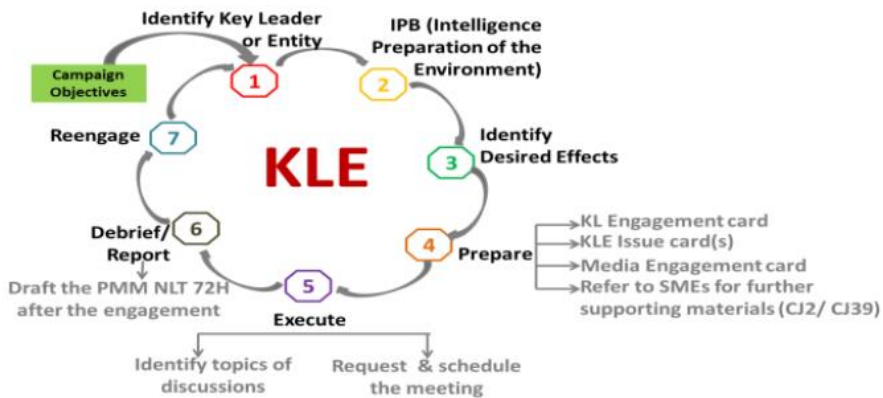 Identify Key Leader
or Entity
IPB (Intelligence
Preparation of the
Environment)
Campaign
Objectives
1
2
Reengage
7
KLE
3
Identify
Desired Effects
6
Debrief/
Report
4
Prepare
KL Engagement card
KLE Issue card(s)
Media Engagement card
Refer to SMEs for further
supporting materials (CJ2/ CJ39)
Draft the PMM NLT 72H
after the engagement
5
Execute
Identify topics of
discussions
Request & schedule
the meeting